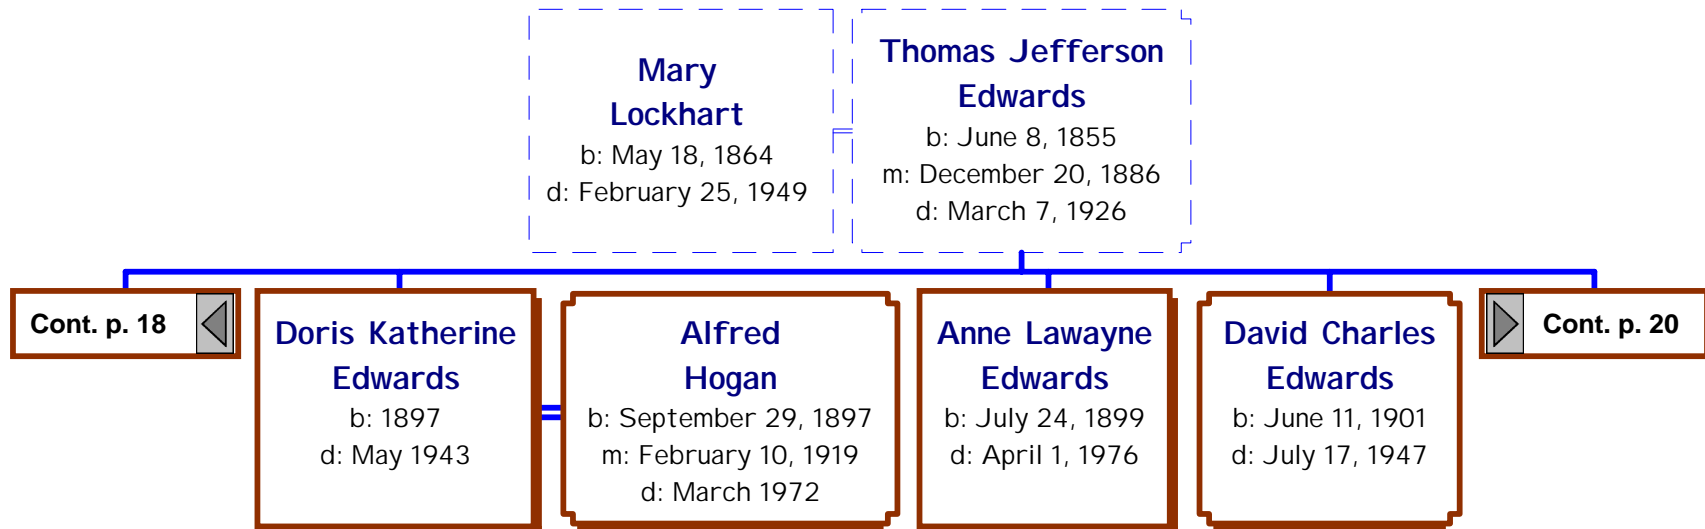 Mary
Lockhart
b: May 18, 1864
d: February 25, 1949
Thomas Jefferson
Edwards
b: June 8, 1855
m: December 20, 1886
d: March 7, 1926
Cont. p. 18
Doris Katherine
Edwards
b: 1897
d: May 1943
Alfred
Hogan
b: September 29, 1897
m: February 10, 1919
d: March 1972
Anne Lawayne
Edwards
b: July 24, 1899
d: April 1, 1976
David Charles
Edwards
b: June 11, 1901
d: July 17, 1947
Cont. p. 20